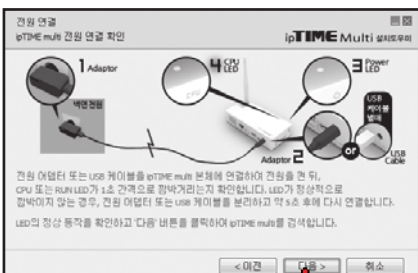 전원 연결
ipTIME multi 전원 연결 확인
ipTIME Multi 설치도우미
1 Adaptor
벽면전원
4 CPU LED
CPU
3 Power LED
USB
케이블
별매
Adaptor 2
or
USB
Cable
전원 어댑터 또는 USB 케이블을 ipTIME multi 본체에 연결하여 전원을 켠 뒤,
CPU 또는 RUN LED가 1초 간격으로 깜박거리는지 확인합니다. LED가 정상적으로
깜박이지 않는 경우, 전원 어댑터 또는 USB 케이블을 분리하고 약 5초 후에 다시 연결합니다.
LED의 정상 동작을 확인하고 '다음' 버튼을 클릭하여 ipTIME multi를 검색합니다.
< 이전
다음 >
취소